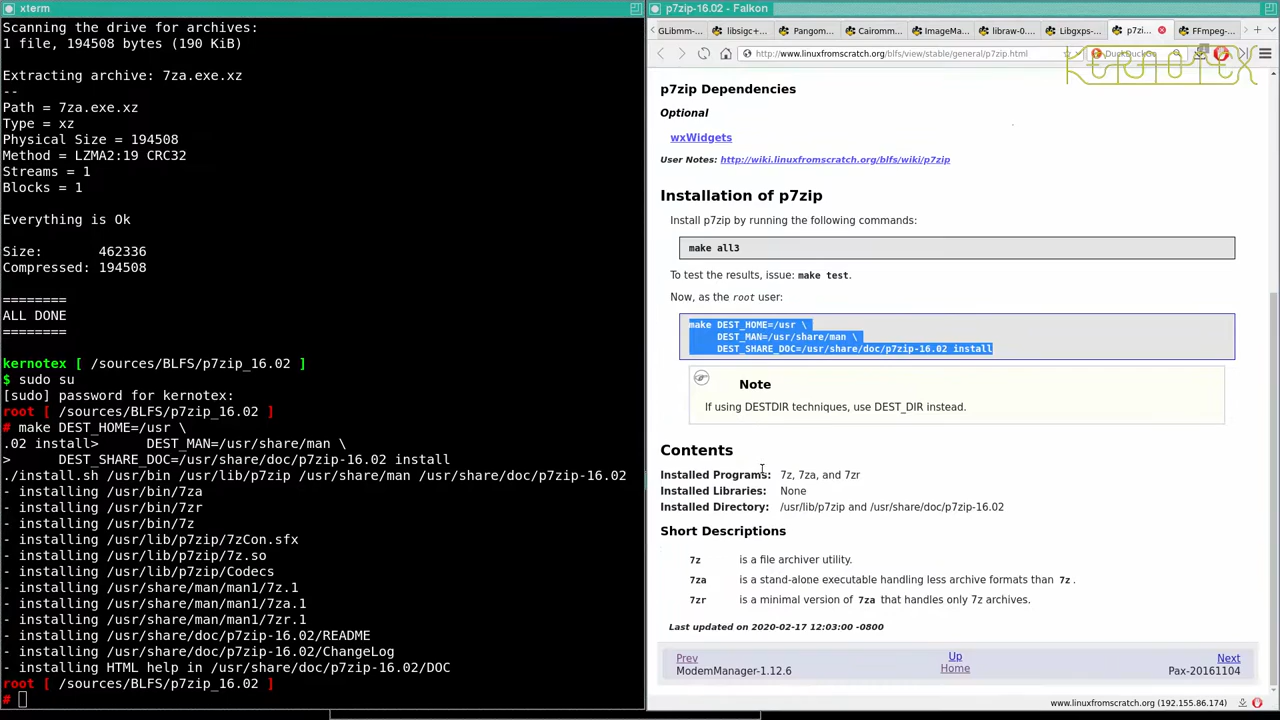 xterm
Scanning the drive for archives:
1 file, 194508 bytes (190 KiB)
Extracting archive: 7za.exe.xz
--
Path = 7za.exe.xz
Type = xz
Physical Size = 194508
Method = LZMA2:19 CRC32
Streams = 1
Blocks = 1
Everything is Ok
Size:       462336
Compressed: 194508
========
ALL DONE
========
kernotex [ /sources/BLFS/p7zip_16.02 ]
$ sudo su
[sudo] password for kernotex:
root [ /sources/BLFS/p7zip_16.02 ]
# make DEST_HOME=/usr \
.02 install>      DEST_MAN=/usr/share/man \
>      DEST_SHARE_DOC=/usr/share/doc/p7zip-16.02 install
./install.sh /usr/bin /usr/lib/p7zip /usr/share/man /usr/share/doc/p7zip-16.02
- installing /usr/bin/7za
- installing /usr/bin/7zr
- installing /usr/bin/7z
- installing /usr/lib/p7zip/7zCon.sfx
- installing /usr/lib/p7zip/7z.so
- installing /usr/lib/p7zip/Codecs
- installing /usr/share/man/man1/7z.1
- installing /usr/share/man/man1/7za.1
- installing /usr/share/man/man1/7zr.1
- installing /usr/share/doc/p7zip-16.02/README
- installing /usr/share/doc/p7zip-16.02/ChangeLog
- installing HTML help in /usr/share/doc/p7zip-16.02/DOC
root [ /sources/BLFS/p7zip_16.02 ]
#
p7zip-16.02 - Falkon
GLibmm-... libsigc+... Pangom... Cairomm... ImageMa... libraw-0.... Libgxps-... p7zi... FFmpeg-...
http://www.linuxfromscratch.org/blfs/view/stable/general/p7zip.html DuckDuckGo
KERNOTEX
p7zip Dependencies
Optional
wxWidgets
User Notes: http://wiki.linuxfromscratch.org/blfs/wiki/p7zip
Installation of p7zip
Install p7zip by running the following commands:
make all3
To test the results, issue: make test.
Now, as the root user:
make DEST_HOME=/usr \
DEST_MAN=/usr/share/man \
DEST_SHARE_DOC=/usr/share/doc/p7zip-16.02 install
Note
If using DESTDIR techniques, use DEST_DIR instead.
Contents
Installed Programs: 7z, 7za, and 7zr
Installed Libraries: None
Installed Directory: /usr/lib/p7zip and /usr/share/doc/p7zip-16.02
Short Descriptions
7z is a file archiver utility.
7za is a stand-alone executable handling less archive formats than 7z.
7zr is a minimal version of 7za that handles only 7z archives.
Last updated on 2020-02-17 12:03:00 -0800
Prev Up Next
ModemManager-1.12.6 Home Pax-20161104
www.linuxfromscratch.org (192.155.86.174)